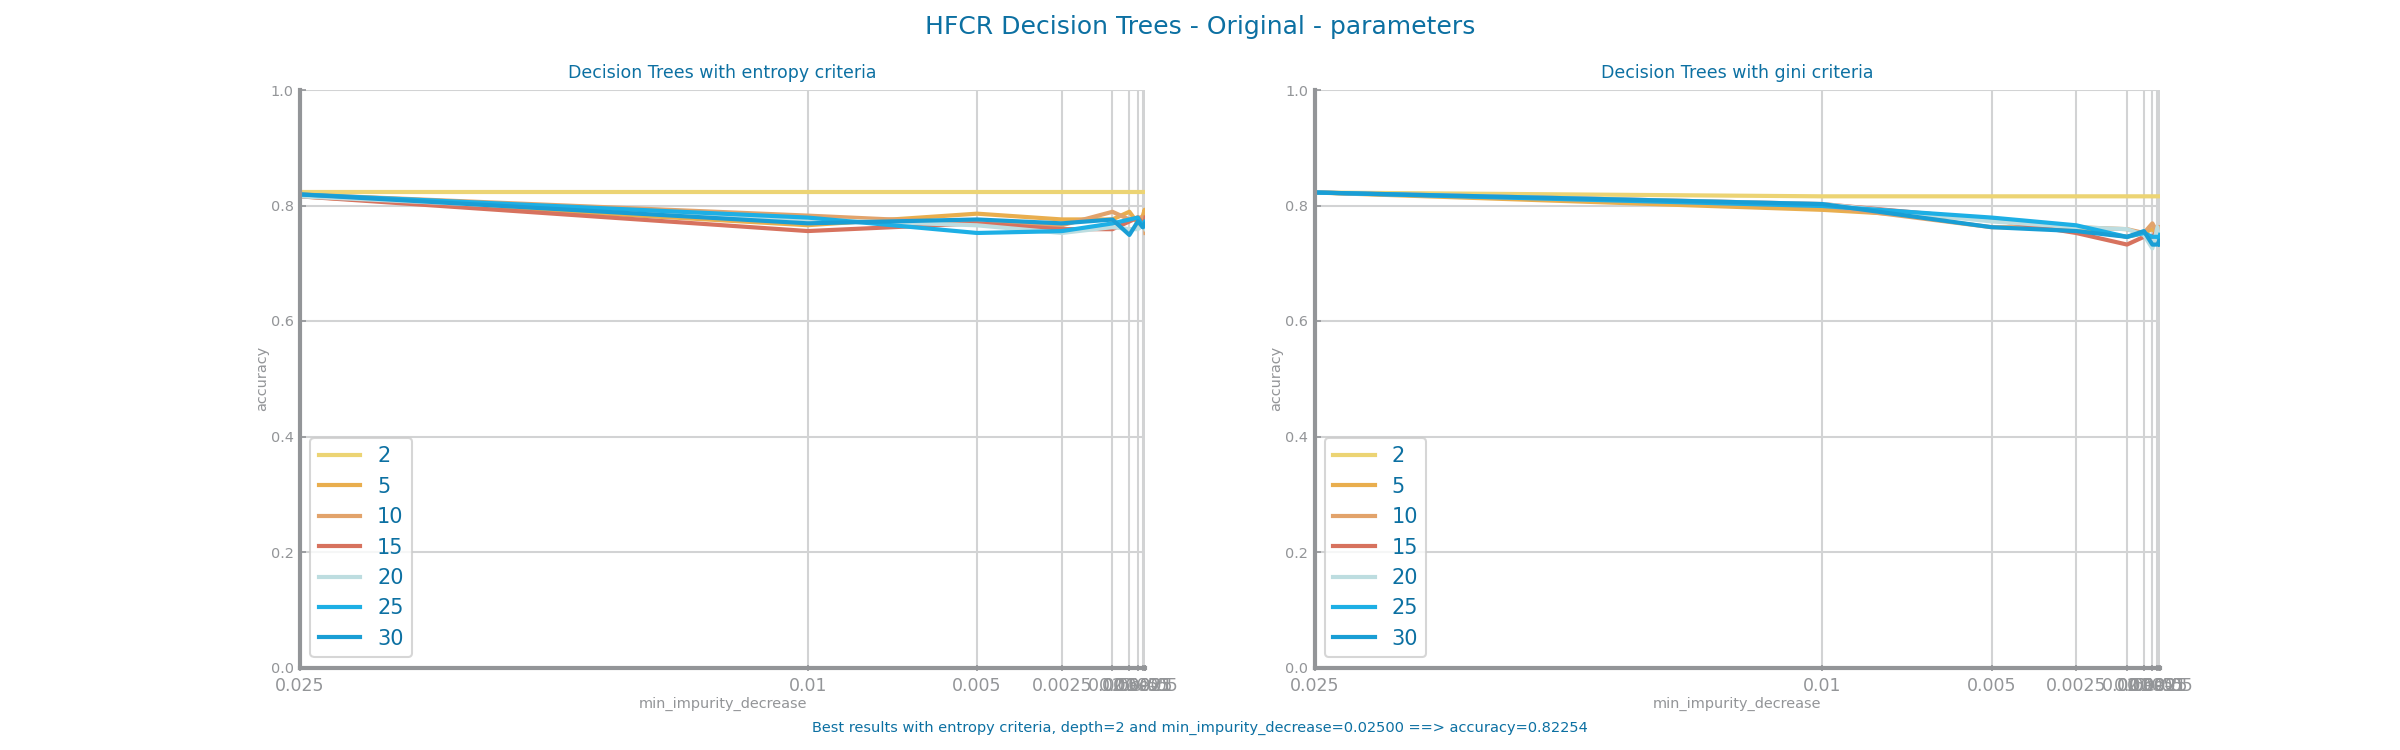 HFCR Decision Trees - Original - parameters
Decision Trees with entropy criteria
1.0
0.8
0.6
0.4
0.2
0.0
accuracy
2
5
10
15
20
25
30
0.025 0.01 0.005 0.0025
min_impurity_decrease
Decision Trees with gini criteria
1.0
0.8
0.6
0.4
0.2
0.0
accuracy
2
5
10
15
20
25
30
0.025 0.01 0.005 0.0025
min_impurity_decrease
Best results with entropy criteria, depth=2 and min_impurity_decrease=0.02500 ==> accuracy=0.82254